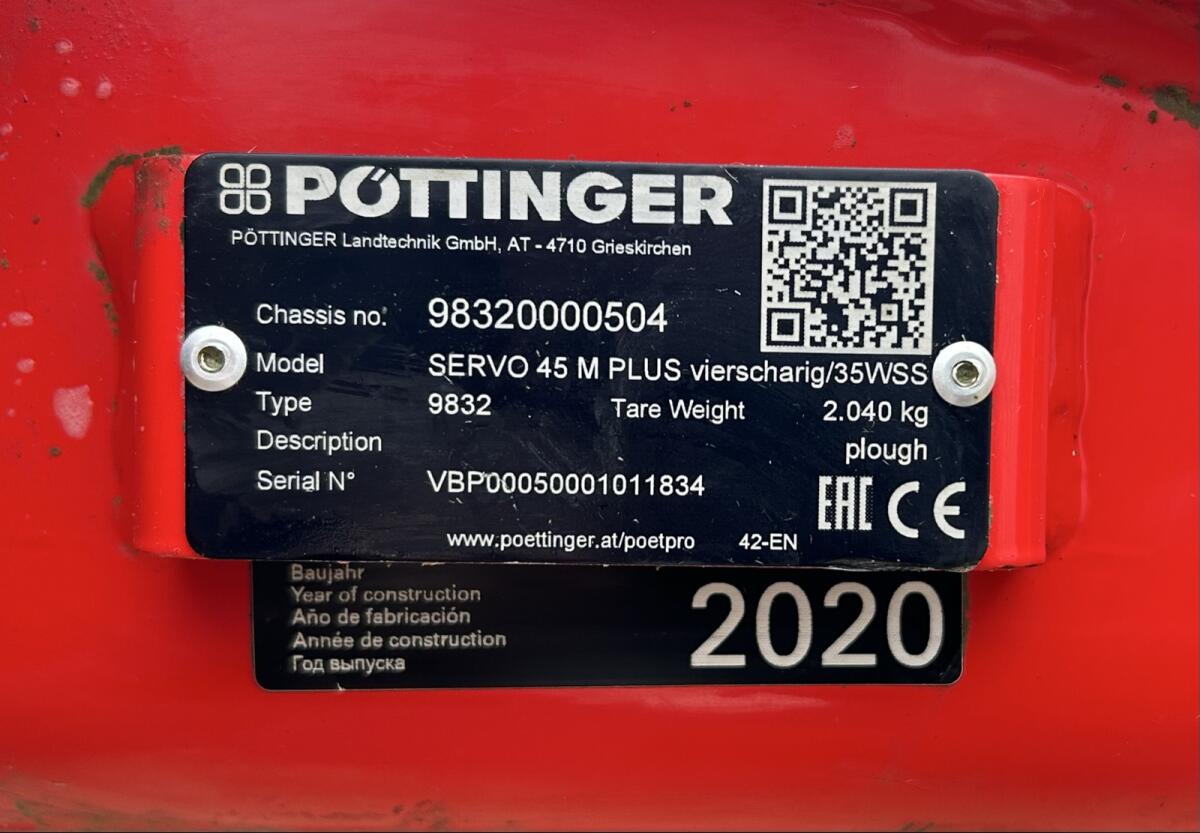 PÖTTINGER
PÖTTINGER Landtechnik GmbH, AT - 4710 Grieskirchen
Chassis no. 98320000504
Model SERVO 45 M PLUS vierscharig/35WSS
Type 9832 Tare Weight 2.040 kg
Description plough
Serial N° VBP00050001011834
EAC CE
www.poettinger.at/poetpro 42-EN
Baujahr
Year of construction
Año de fabricación
Année de construction
Год выпуска
2020